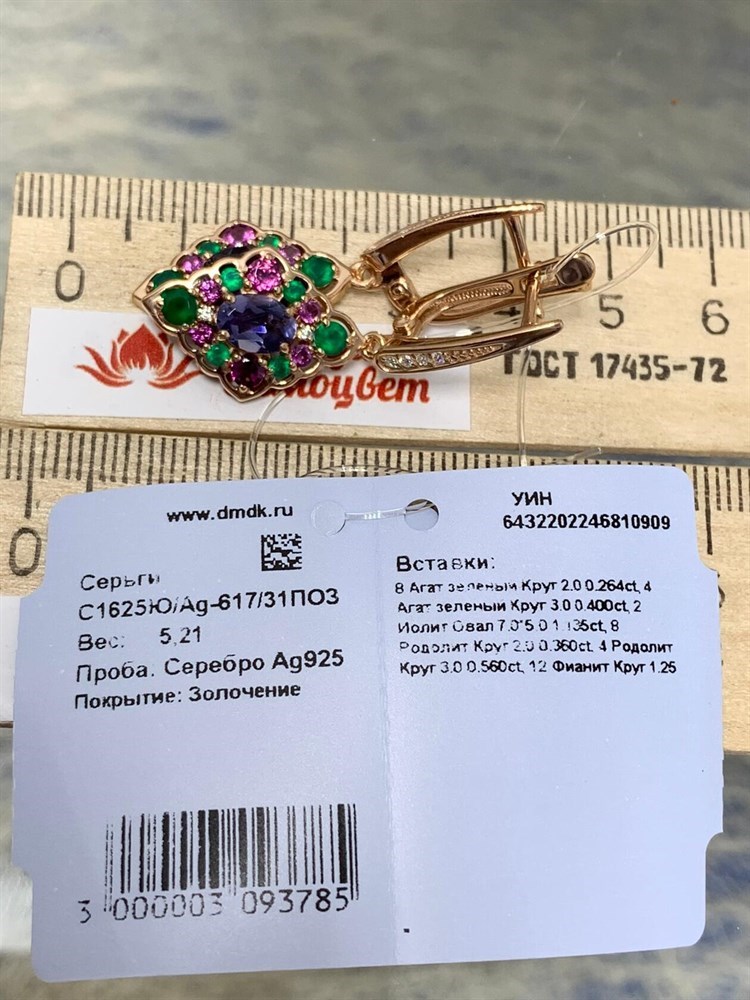 0 5 6
ГОСТ 17435-72
моцвет
0
www.dmdk.ru
Серьги
С1625Ю/Ag-617/31ПОЗ
Вес: 5,21
Проба. Серебро Ag925
Покрытие: Золочение
3 000003 093785
УИН
6432202246810909
Вставки:
8 Агат зеленый Круг 2.0 0.264ct, 4
Агат зеленый Круг 3.0 0.400ct, 2
Иолит Овал 7.0*5.0 1.135ct, 8
Родолит Круг 2.0 0.360ct, 4 Родолит
Круг 3.0 0.560ct, 12 Фианит Круг 1.25